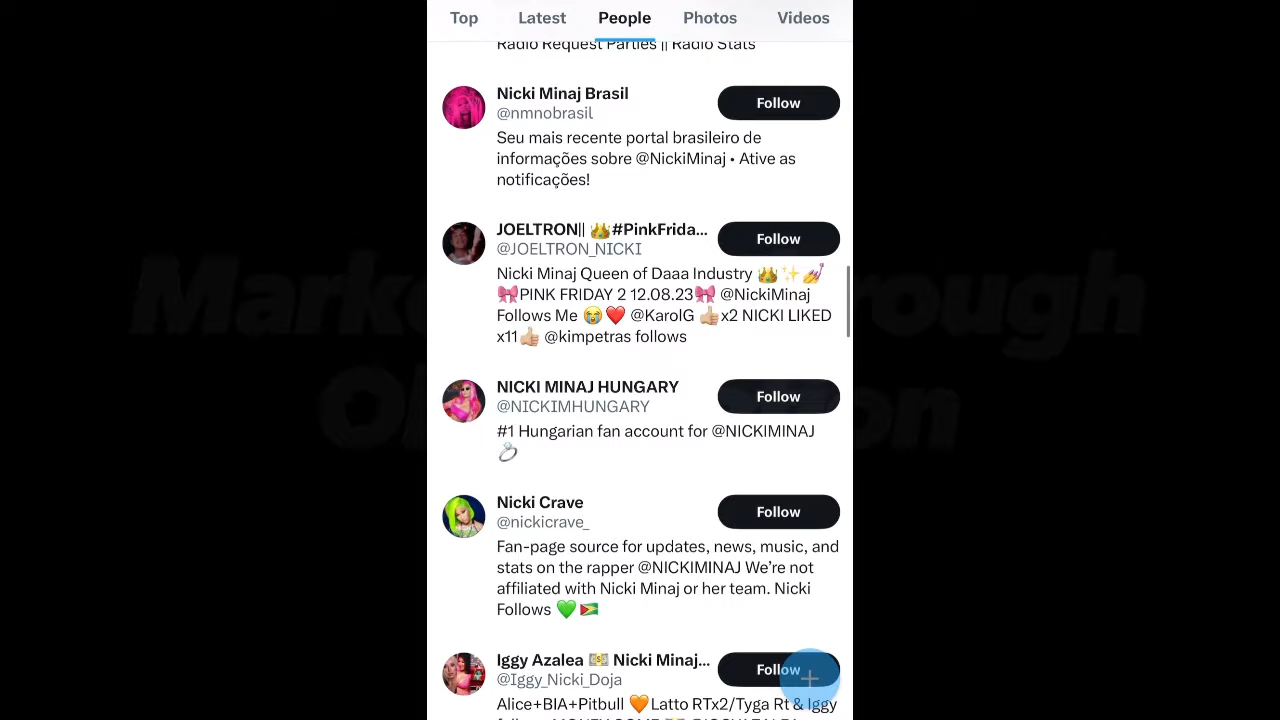 Top Latest People Photos Videos
Radio Request Parties || Radio Stats
Nicki Minaj Brasil
Follow
@nmnobrasil
Seu mais recente portal brasileiro de
informações sobre @NickiMinaj • Ative as
notificações!
JOELTRON|| 👑#PinkFrida...
Follow
@JOELTRON_NICKI
Nicki Minaj Queen of Daaa Industry 👑✨💅🏼
🎀PINK FRIDAY 2 12.08.23🎀 @NickiMinaj
Follows Me 😭❤️ @KarolG 👍🏼x2 NICKI LIKED
x11👍🏼 @kimpetras follows
NICKI MINAJ HUNGARY
Follow
@NICKIMHUNGARY
#1 Hungarian fan account for @NICKIMINAJ
💍
Nicki Crave
Follow
@nickicrave_
Fan-page source for updates, news, music, and
stats on the rapper @NICKIMINAJ We’re not
affiliated with Nicki Minaj or her team. Nicki
Follows 💚🇬🇾
Iggy Azalea 💵 Nicki Minaj...
Follow
@Iggy_Nicki_Doja
Alice+BIA+Pitbull 🧡Latto RTx2/Tyga Rt & Iggy